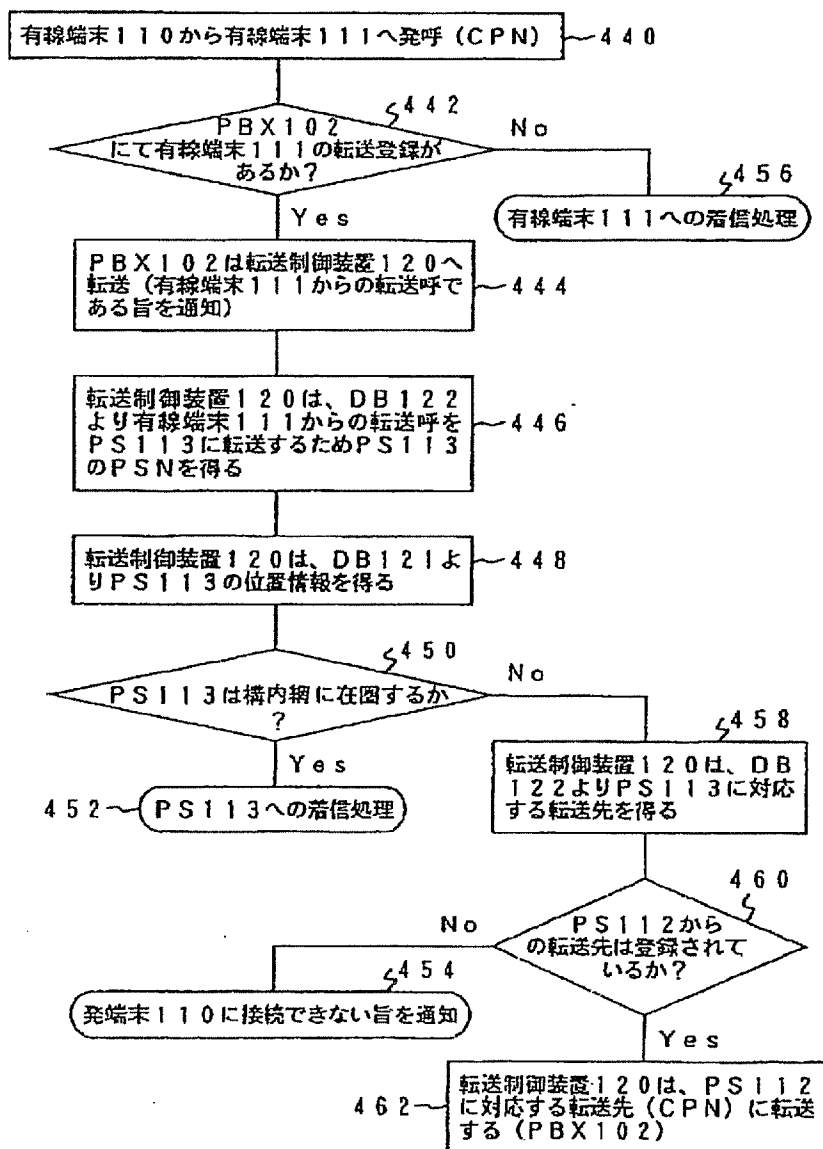 有線端末１１０から有線端末１１１へ発呼（ＣＰＮ）
４４０
４４２
ＰＢＸ１０２
にて有線端末１１１の転送登録が
あるか？
Ｎｏ
Ｙｅｓ
４５６
有線端末１１１への着信処理
ＰＢＸ１０２は転送制御装置１２０へ
転送（有線端末１１１からの転送呼で
ある旨を通知）
４４４
転送制御装置１２０は、ＤＢ１２２
より有線端末１１１からの転送呼を
ＰＳ１１３に転送するためＰＳ１１３
のＰＳＮを得る
４４６
転送制御装置１２０は、ＤＢ１２１よ
りＰＳ１１３の位置情報を得る
４４８
４５０
ＰＳ１１３は構内網に在圏するか
？
Ｎｏ
Ｙｅｓ
４５２
ＰＳ１１３への着信処理
４５８
転送制御装置１２０は、ＤＢ
１２２よりＰＳ１１３に対応
する転送先を得る
４６０
ＰＳ１１２から
の転送先は登録されて
いるか？
Ｎｏ
４５４
発端末１１０に接続できない旨を通知
Ｙｅｓ
４６２
転送制御装置１２０は、ＰＳ１１２
に対応する転送先（ＣＰＮ）に転送
する（ＰＢＸ１０２）